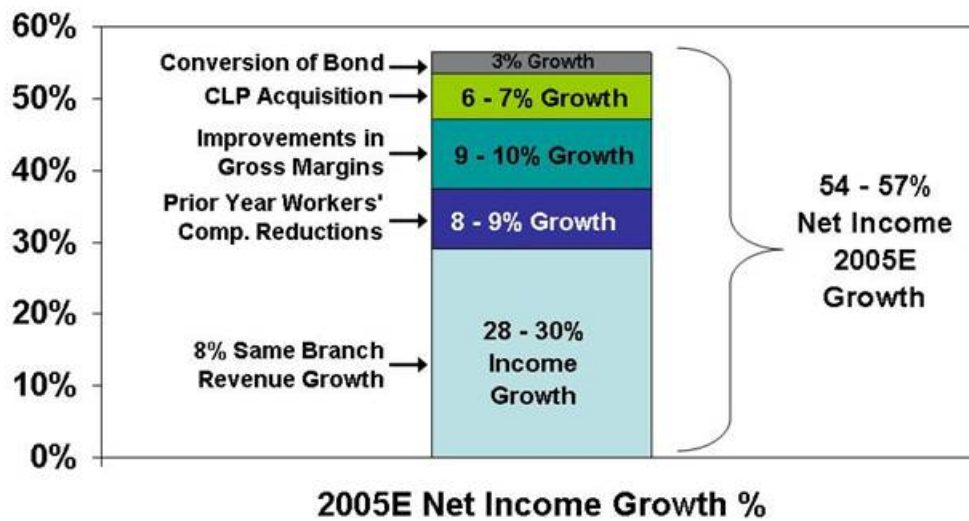 60%
50%
40%
30%
20%
10%
0%
Conversion of Bond
CLP Acquisition
Improvements in
Gross Margins
Prior Year Workers'
Comp. Reductions
8% Same Branch
Revenue Growth
3% Growth
6 - 7% Growth
9 - 10% Growth
8 - 9% Growth
28 - 30%
Income
Growth
54 - 57%
Net Income
2005E
Growth
2005E Net Income Growth %